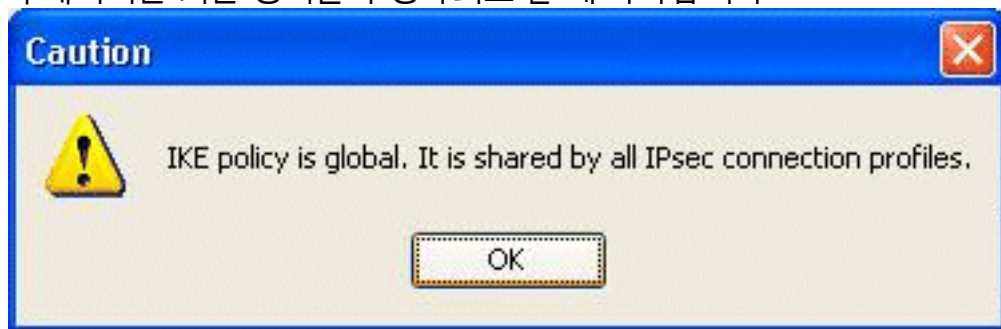 Caution
IKE policy is global. It is shared by all IPsec connection profiles.
OK